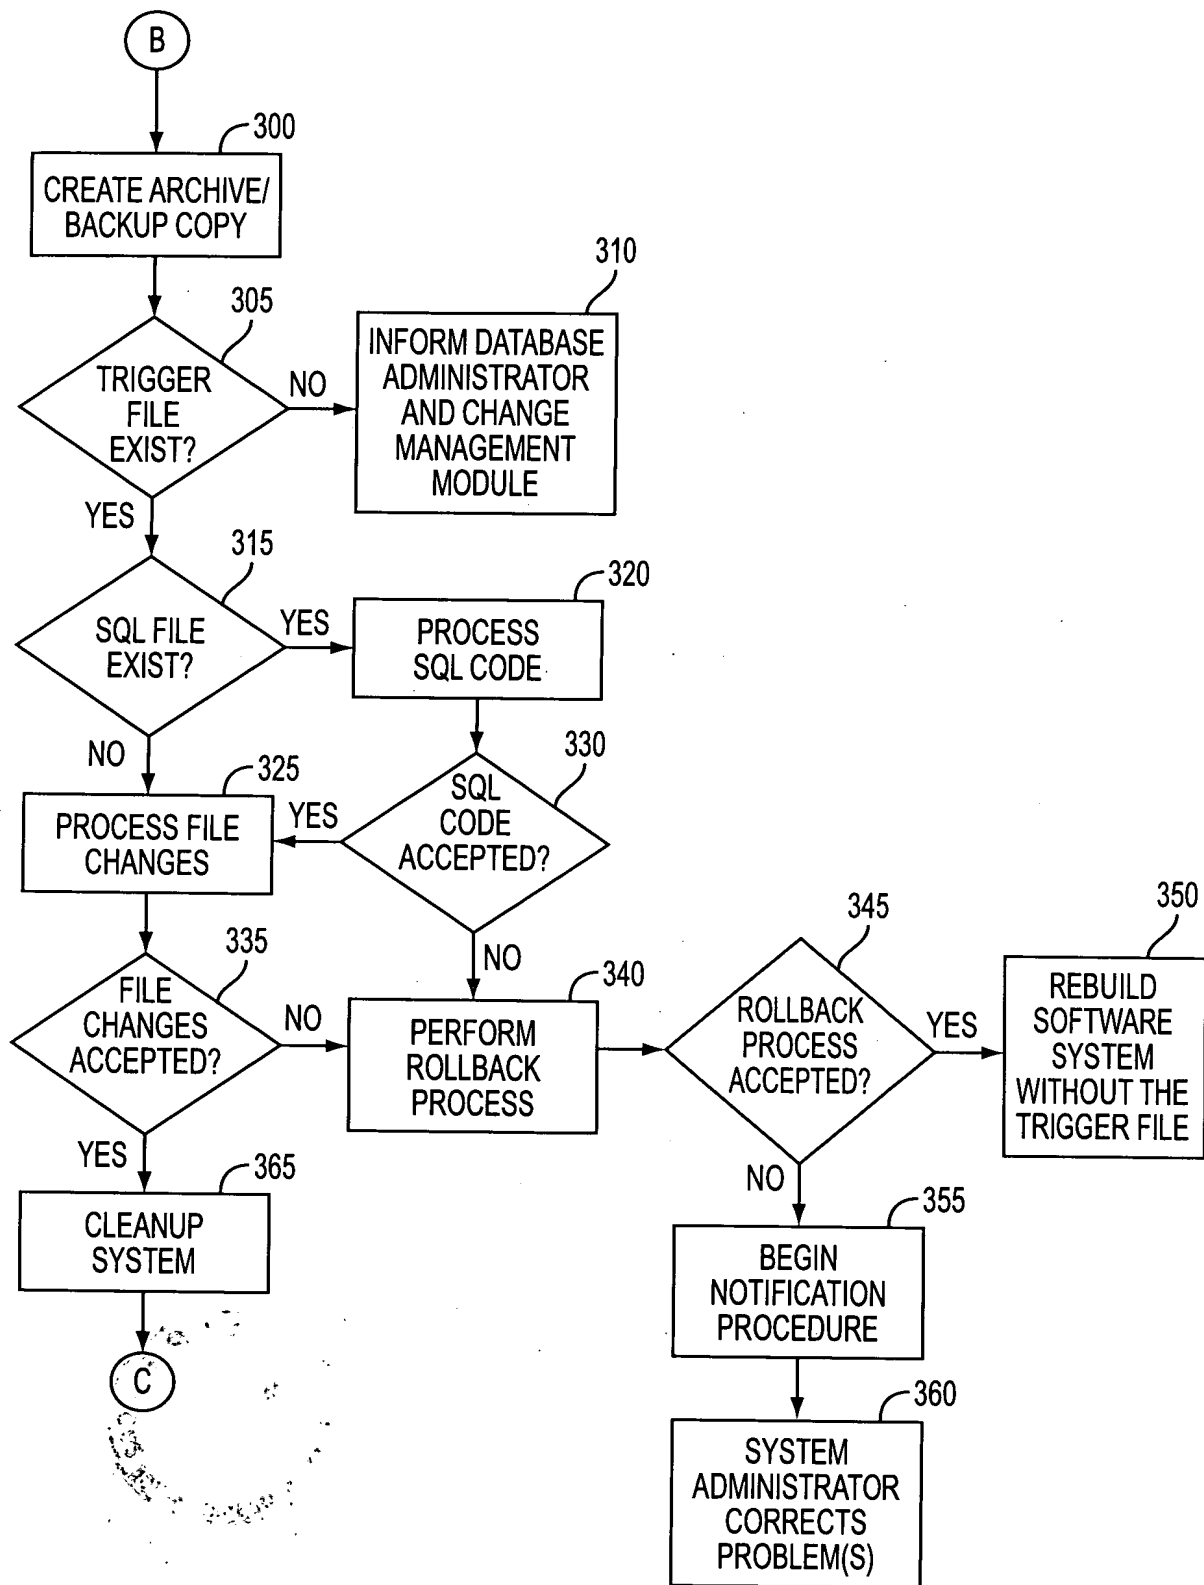 B
300
CREATE ARCHIVE/
BACKUP COPY
305
TRIGGER
FILE
EXIST?
NO
310
INFORM DATABASE
ADMINISTRATOR
AND CHANGE
MANAGEMENT
MODULE
YES
315
SQL FILE
EXIST?
YES
320
PROCESS
SQL CODE
NO
325
PROCESS FILE
CHANGES
YES
330
SQL
CODE
ACCEPTED?
NO
335
FILE
CHANGES
ACCEPTED?
NO
340
PERFORM
ROLLBACK
PROCESS
345
ROLLBACK
PROCESS
ACCEPTED?
YES
350
REBUILD
SOFTWARE
SYSTEM
WITHOUT THE
TRIGGER FILE
YES
365
CLEANUP
SYSTEM
C
NO
355
BEGIN
NOTIFICATION
PROCEDURE
360
SYSTEM
ADMINISTRATOR
CORRECTS
PROBLEM(S)